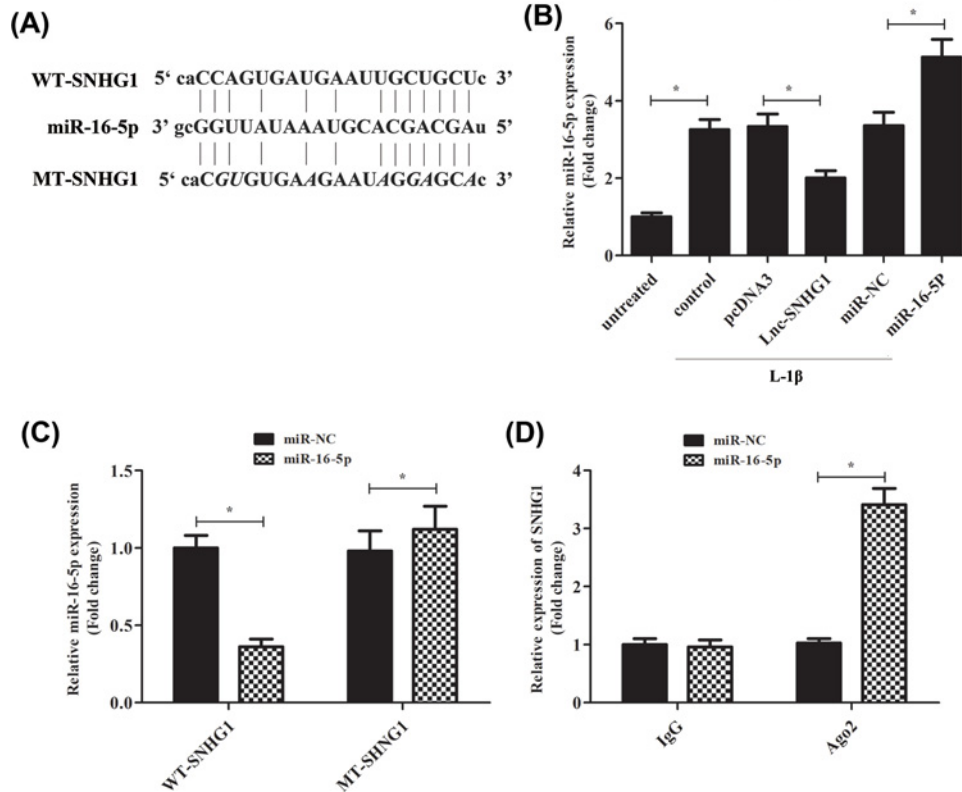 (A)
WT-SNHG1 5‘ caCCAGUGAUGAAUUGCUGCUc 3’
miR-16-5p 3’ gcGGUUAUAAAUGCACGACGAu 5’
MT-SNHG1 5‘ caCGUGUGAAGAAUAGGAGCAc 3’
(B)
Relative miR-16-5p expression
(Fold change)
6
4
2
0
*
*
*
untreated
control
pcDNA3
Lnc-SNHG1
miR-NC
miR-16-5P
L-1β
(C)
miR-NC
miR-16-5p
Relative miR-16-5p expression
(Fold change)
1.5
1.0
0.5
0.0
*
*
WT-SNHG1
MT-SHNG1
(D)
miR-NC
miR-16-5p
Relative expression of SNHG1
(Fold change)
4
3
2
1
0
*
IgG
Ago2